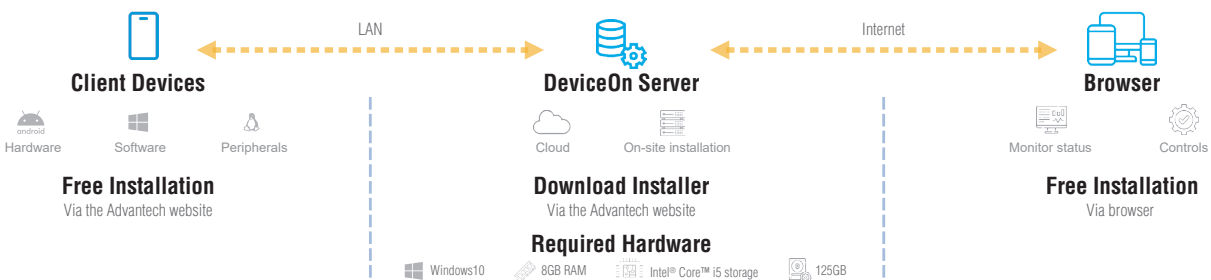 LAN
Internet
Client Devices
DeviceOn Server
Browser
android
Hardware
Software
Peripherals
Cloud
On-site installation
Monitor status
Controls
Free Installation
Via the Advantech website
Download Installer
Via the Advantech website
Free Installation
Via browser
Required Hardware
Windows10
8GB RAM
Intel® Core™ i5 storage
125GB